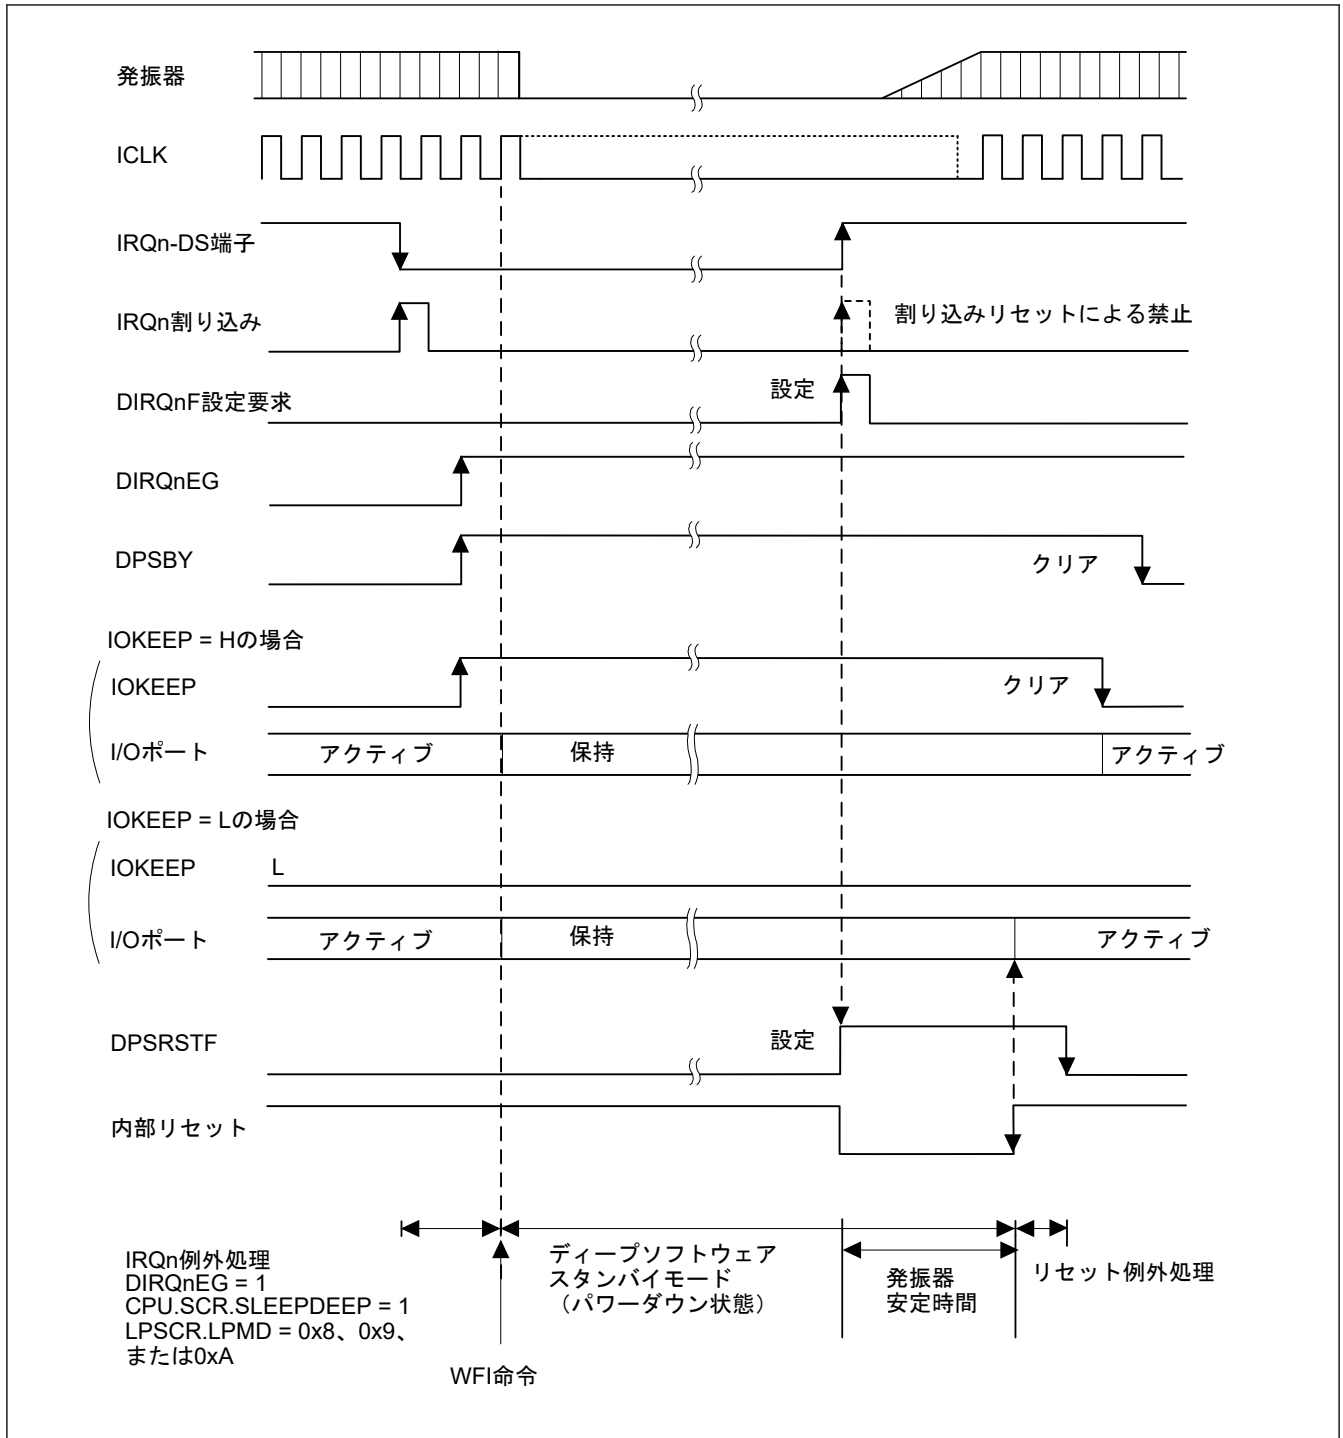 発振器
ICLK
IRQn-DS端子
IRQn割り込み
割り込みリセットによる禁止
DIRQnF設定要求
設定
DIRQnEG
DPSBY
クリア
IOKEEP = Hの場合
IOKEEP
クリア
I/Oポート
アクティブ
保持
アクティブ
IOKEEP = Lの場合
IOKEEP
L
I/Oポート
アクティブ
保持
アクティブ
DPSRSTF
設定
内部リセット
IRQn例外処理
DIRQnEG = 1
CPU.SCR.SLEEPDEEP = 1
LPSCR.LPMD = 0x8、0x9、
または0xA
ディープソフトウェア
スタンバイモード
（パワーダウン状態）
発振器
安定時間
リセット例外処理
WFI命令